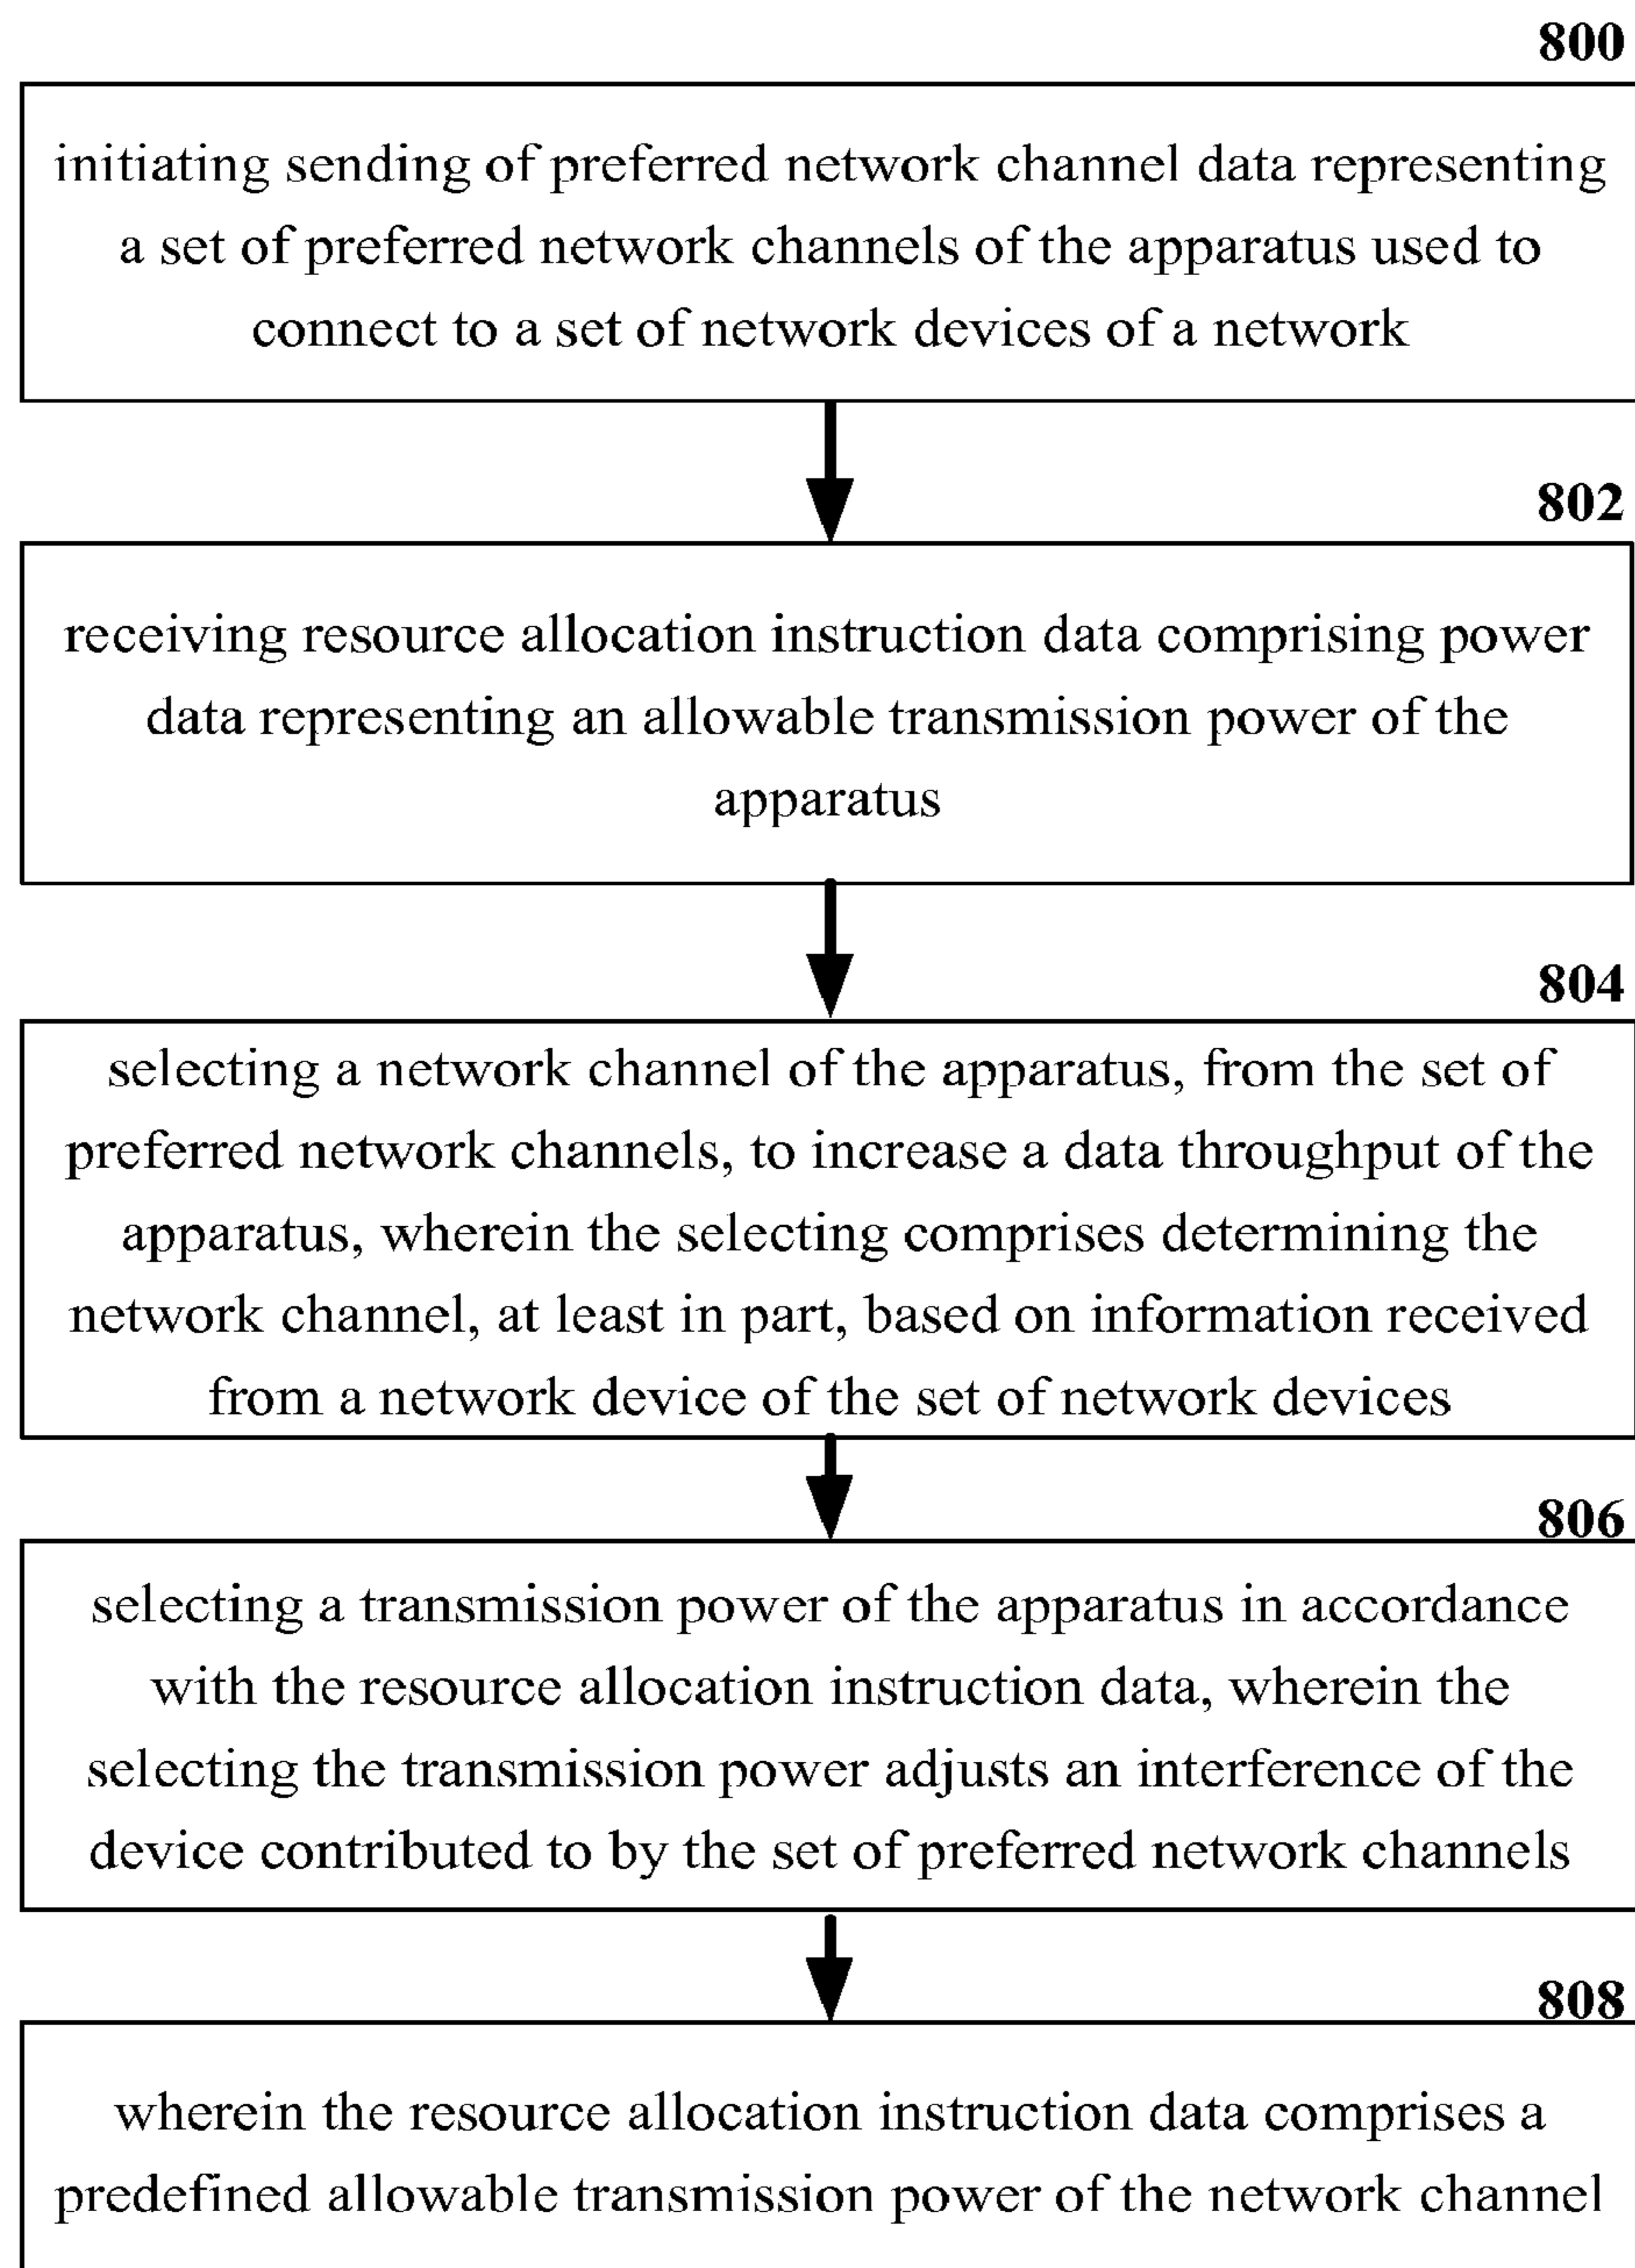 800
initiating sending of preferred network channel data representing
a set of preferred network channels of the apparatus used to
connect to a set of network devices of a network
802
receiving resource allocation instruction data comprising power
data representing an allowable transmission power of the
apparatus
804
selecting a network channel of the apparatus, from the set of
preferred network channels, to increase a data throughput of the
apparatus, wherein the selecting comprises determining the
network channel, at least in part, based on information received
from a network device of the set of network devices
806
selecting a transmission power of the apparatus in accordance
with the resource allocation instruction data, wherein the
selecting the transmission power adjusts an interference of the
device contributed to by the set of preferred network channels
808
wherein the resource allocation instruction data comprises a
predefined allowable transmission power of the network channel